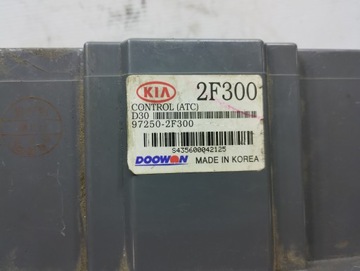 KIA 2F300
CONTROL (ATC)
D30
97250-2F300
S435600042125
DOOWON MADE IN KOREA